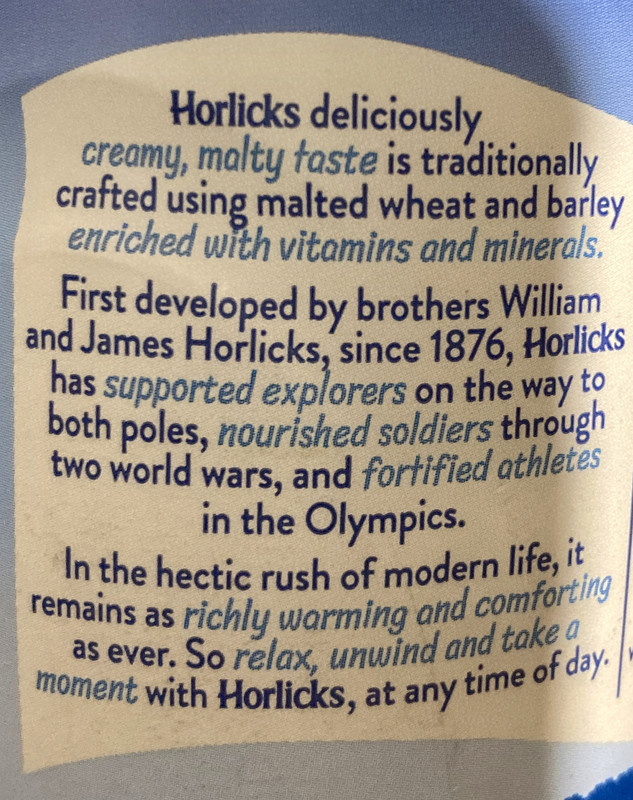 Horlicks deliciously
creamy, malty taste is traditionally
crafted using malted wheat and barley
enriched with vitamins and minerals.
First developed by brothers William
and James Horlicks, since 1876, Horlicks
has supported explorers on the way to
both poles, nourished soldiers through
two world wars, and fortified athletes
in the Olympics.
In the hectic rush of modern life, it
remains as richly warming and comforting
as ever. So relax, unwind and take a
moment with Horlicks, at any time of day.